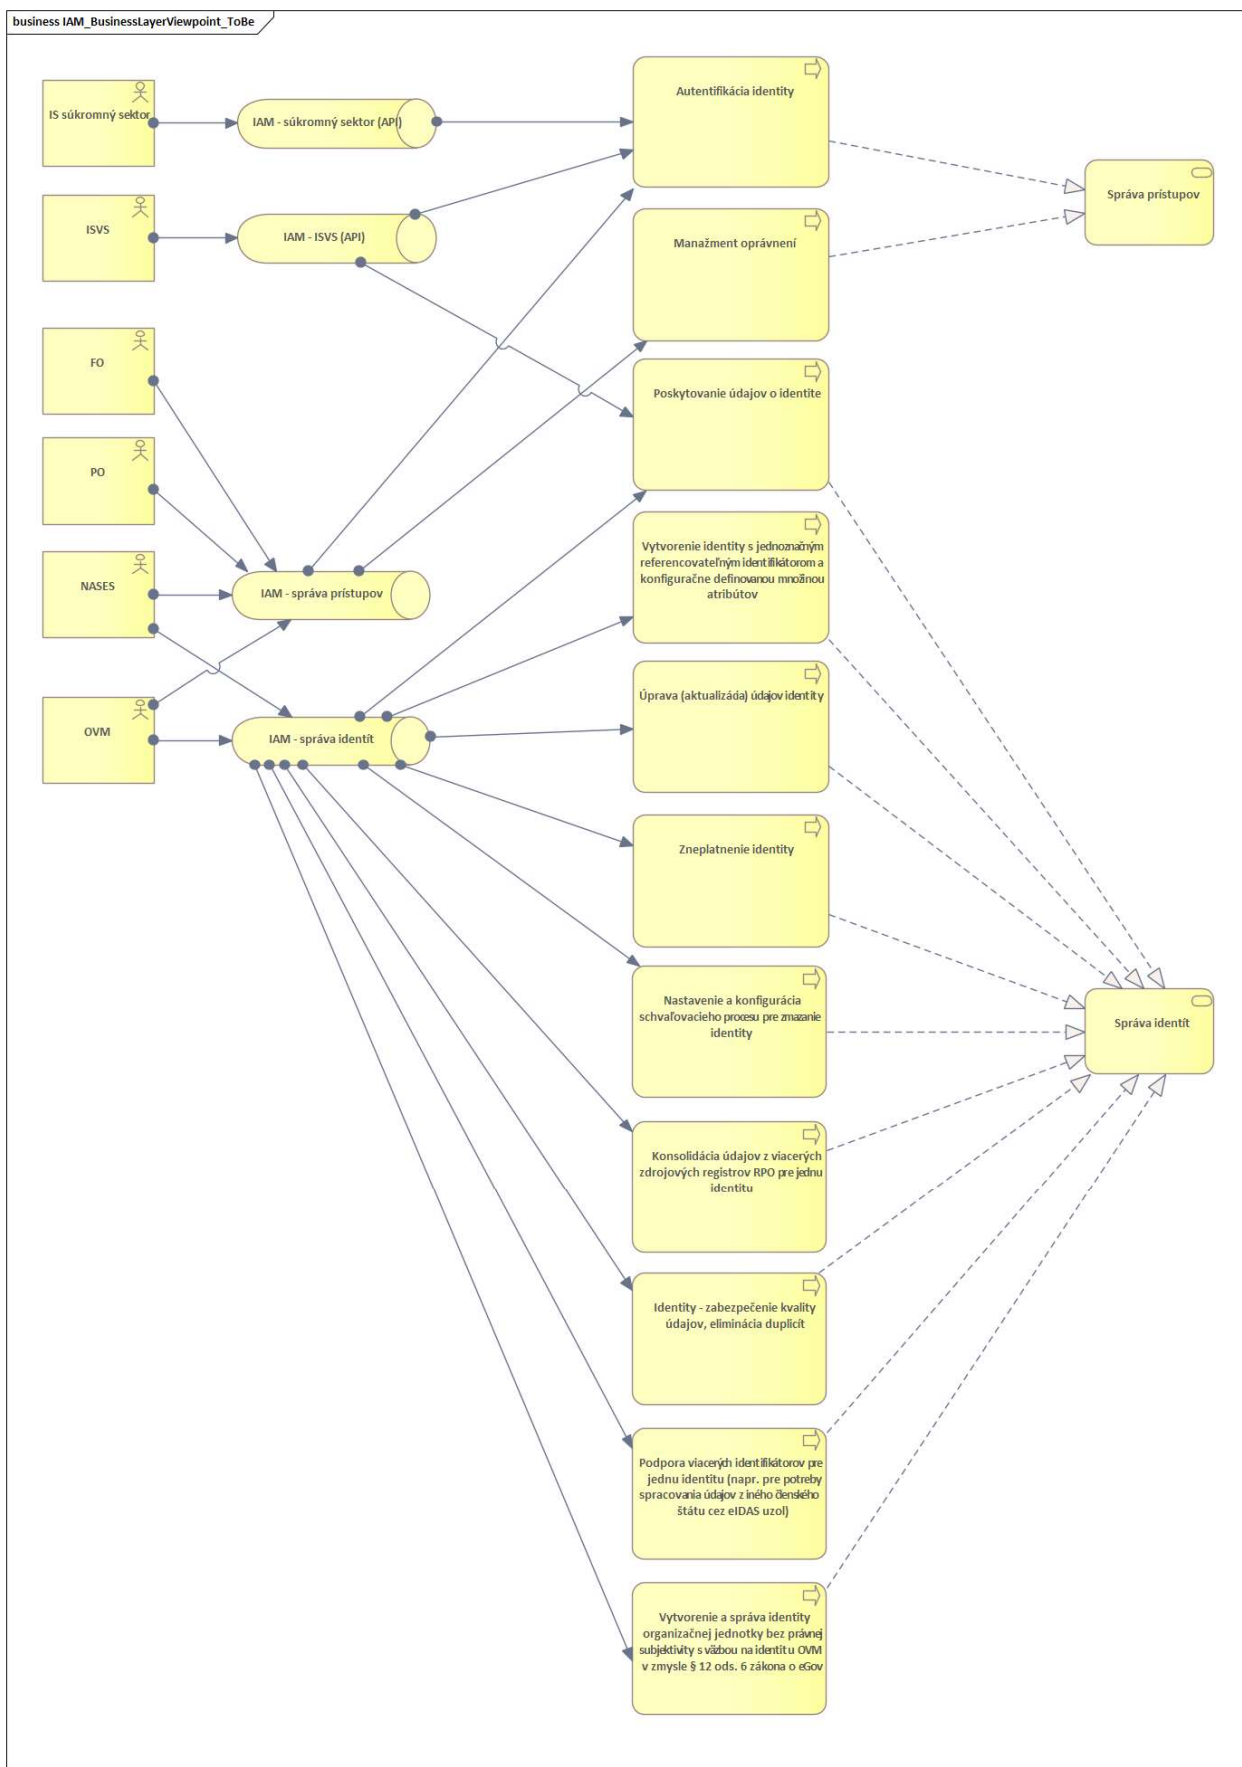 business IAM_BusinessLayerViewpoint_ToBe
IS súkromný sektor
IAM - súkromný sektor (API)
Autentifikácia identity
Správa prístupov
ISVS
IAM - ISVS (API)
Manažment oprávnení
FO
Poskytovanie údajov o identite
PO
Vytvorenie identity s jednoznačným
referencovateľným identifikátorom a
konfiguračne definovanou množinou
atribútov
NASES
IAM - správa prístupov
Úprava (aktualizácia) údajov identity
OVM
IAM - správa identít
Zneplatnenie identity
Nastavenie a konfigurácia
schvaľovacieho procesu pre zmazanie
identity
Správa identít
Konsolidácia údajov z viacerých
zdrojových registrov RPO pre jednu
identitu
Identity - zabezpečenie kvality
údajov, eliminácia duplicít
Podpora viacerých identifikátorov pre
jednu identitu (napr. pre potreby
spracovania údajov z iného členského
štátu cez eIDAS uzol)
Vytvorenie a správa identity
organizačnej jednotky bez právnej
subjektivity s väzbou na identitu OVM
v zmysle § 12 ods. 6 zákona o eGov